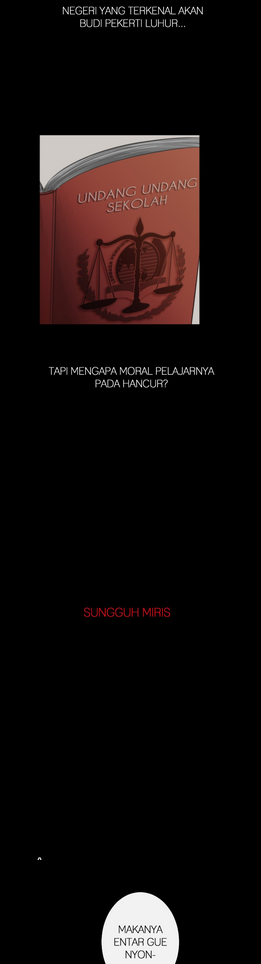 NEGERI YANG TERKENAL AKAN
BUDI PEKERTI LUHUR...
UNDANG UNDANG
SEKOLAH
TAPI MENGAPA MORAL PELAJARNYA
PADA HANCUR?
SUNGGUH MIRIS
MAKANYA
ENTAR GUE
NYON-